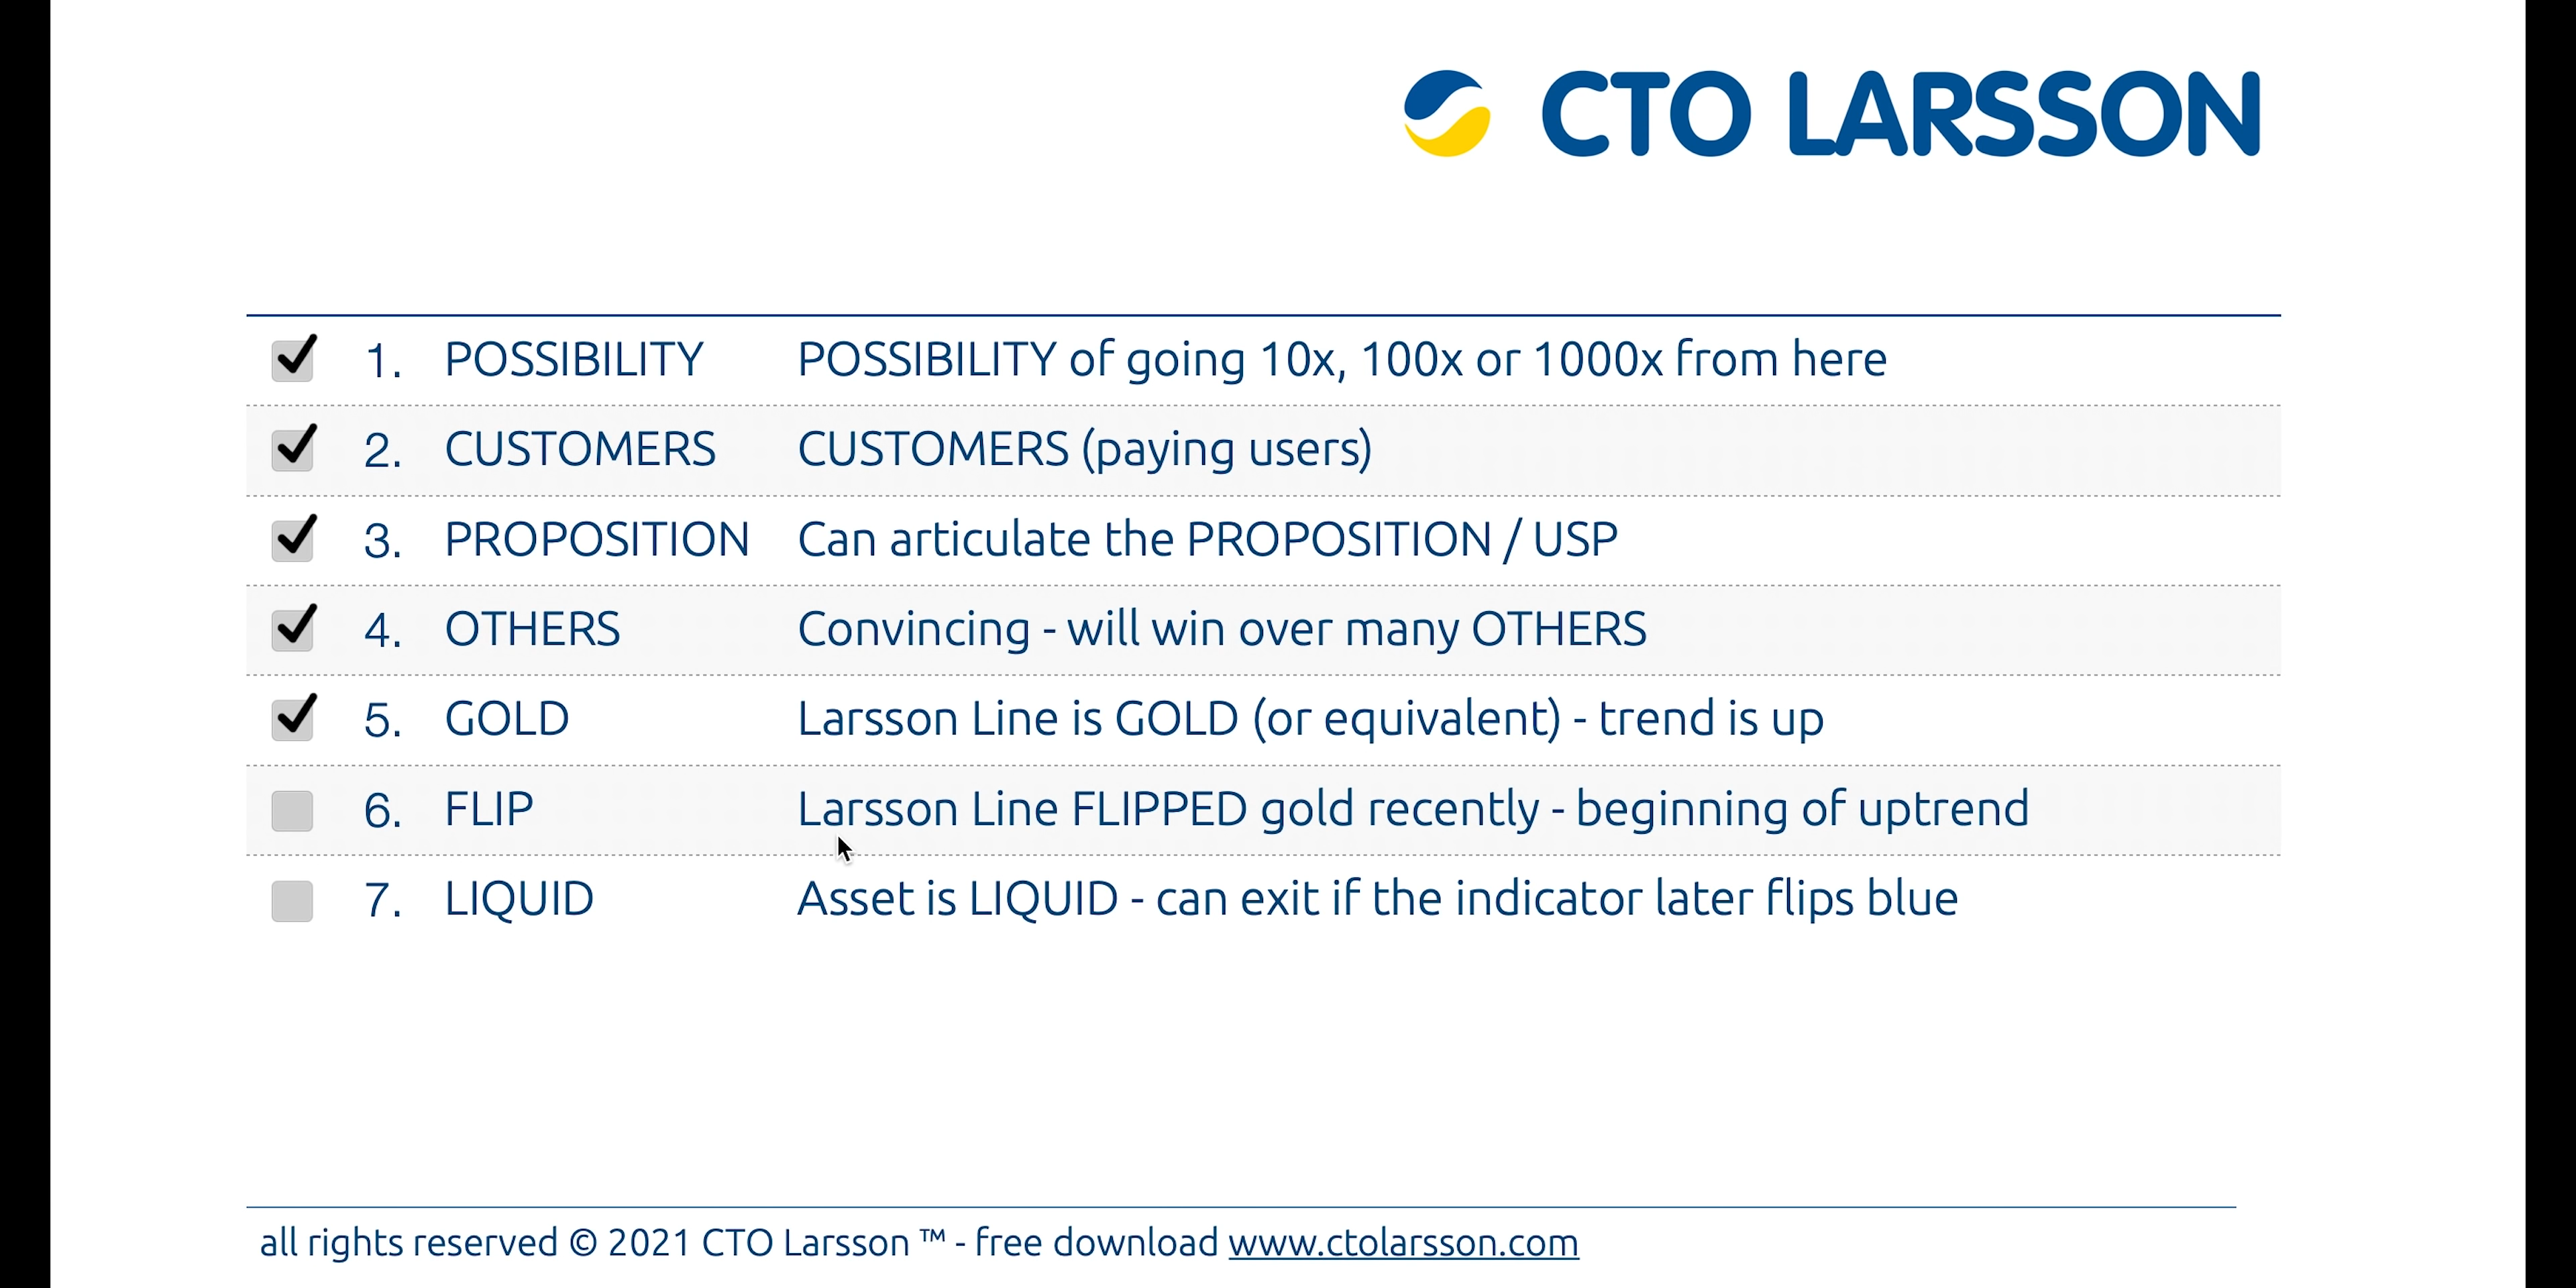 CTO LARSSON
1. POSSIBILITY POSSIBILITY of going 10x, 100x or 1000x from here
2. CUSTOMERS CUSTOMERS (paying users)
3. PROPOSITION Can articulate the PROPOSITION / USP
4. OTHERS Convincing - will win over many OTHERS
5. GOLD Larsson Line is GOLD (or equivalent) - trend is up
6. FLIP Larsson Line FLIPPED gold recently - beginning of uptrend
7. LIQUID Asset is LIQUID - can exit if the indicator later flips blue
all rights reserved © 2021 CTO Larsson ™ - free download www.ctolarsson.com